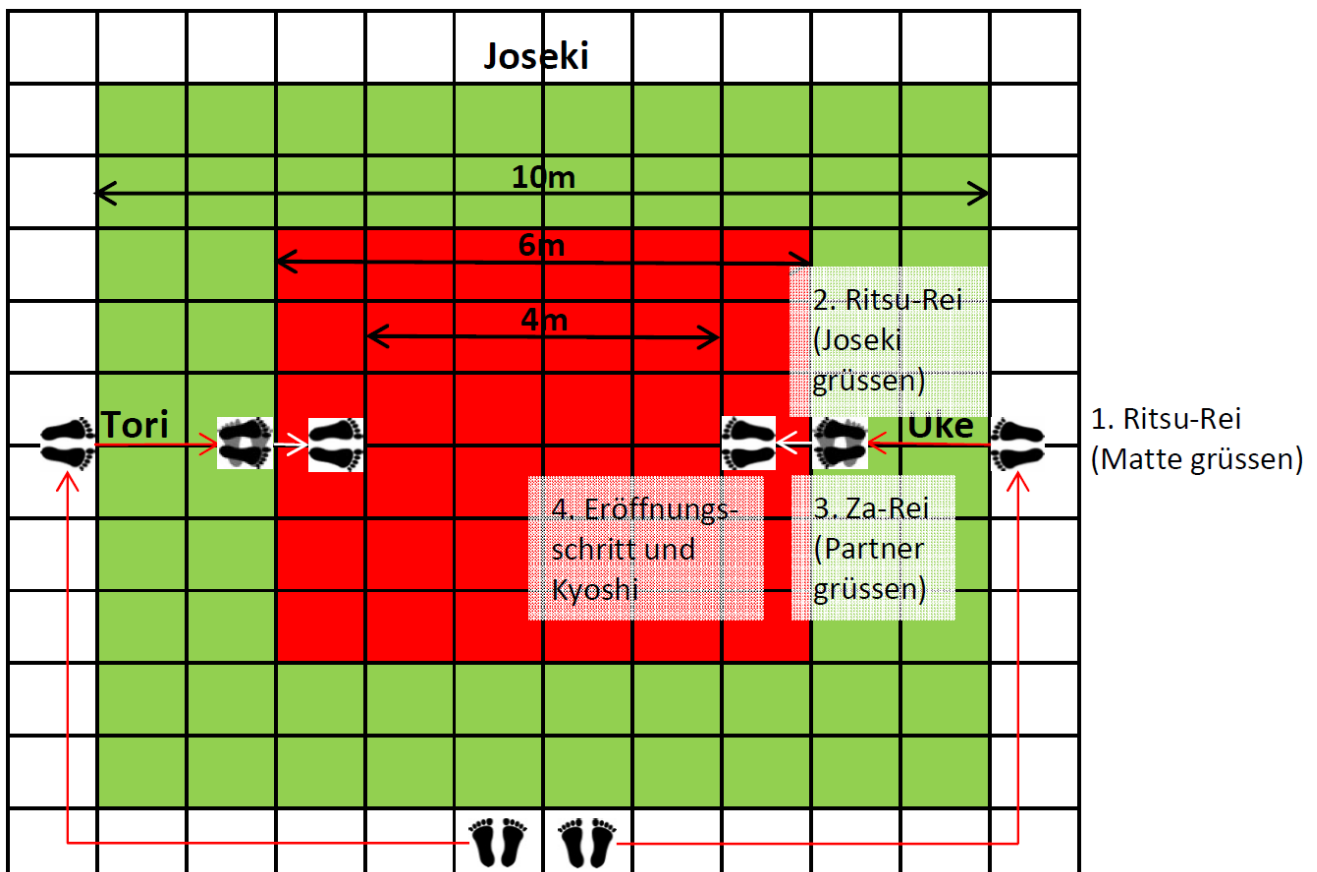 Joseki
10m
6m
4m
2. Ritsu-Rei
(Joseki
grüssen)
Tori
Uke
1. Ritsu-Rei
(Matte grüssen)
4. Eröffnungs-
schritt und
Kyoshi
3. Za-Rei
(Partner
grüssen)